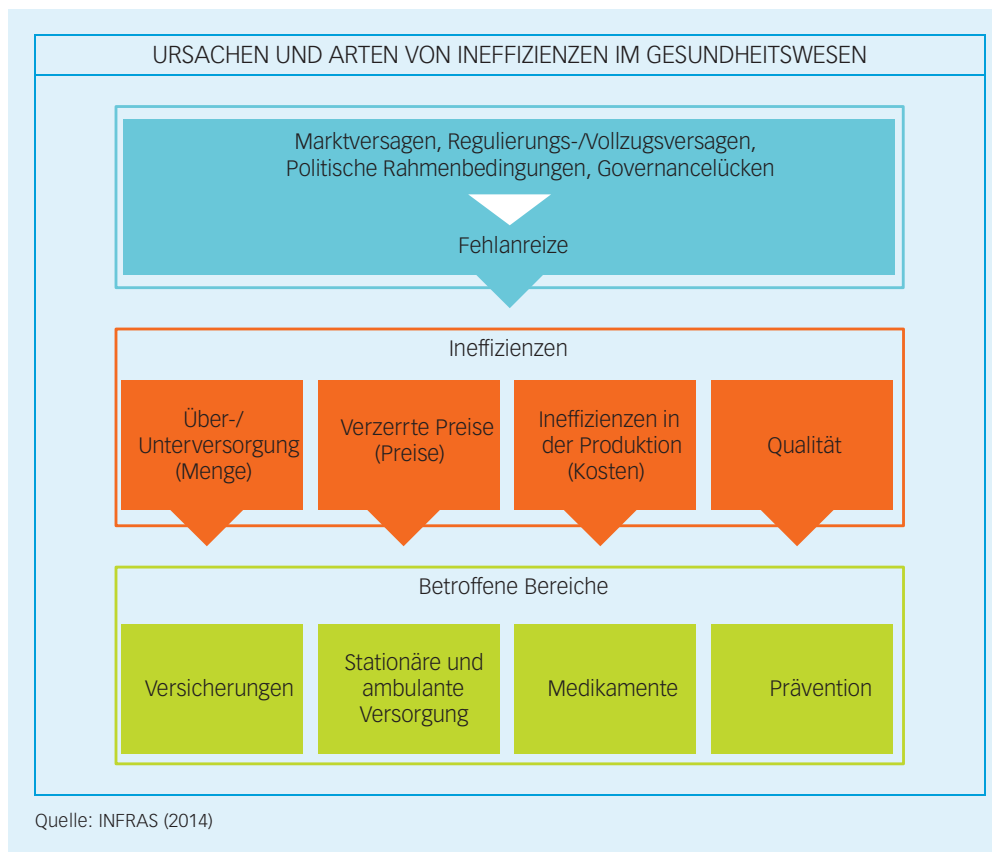 URSACHEN UND ARTEN VON INEFFIZIENZEN IM GESUNDHEITSWESEN
Marktversagen, Regulierungs-/Vollzugsversagen,
Politische Rahmenbedingungen, Governancelücken
Fehlanreize
Ineffizienzen
Über-/
Unterversorgung
(Menge)
Verzerrte Preise
(Preise)
Ineffizienzen in
der Produktion
(Kosten)
Qualität
Betroffene Bereiche
Versicherungen
Stationäre und
ambulante
Versorgung
Medikamente
Prävention
Quelle: INFRAS (2014)